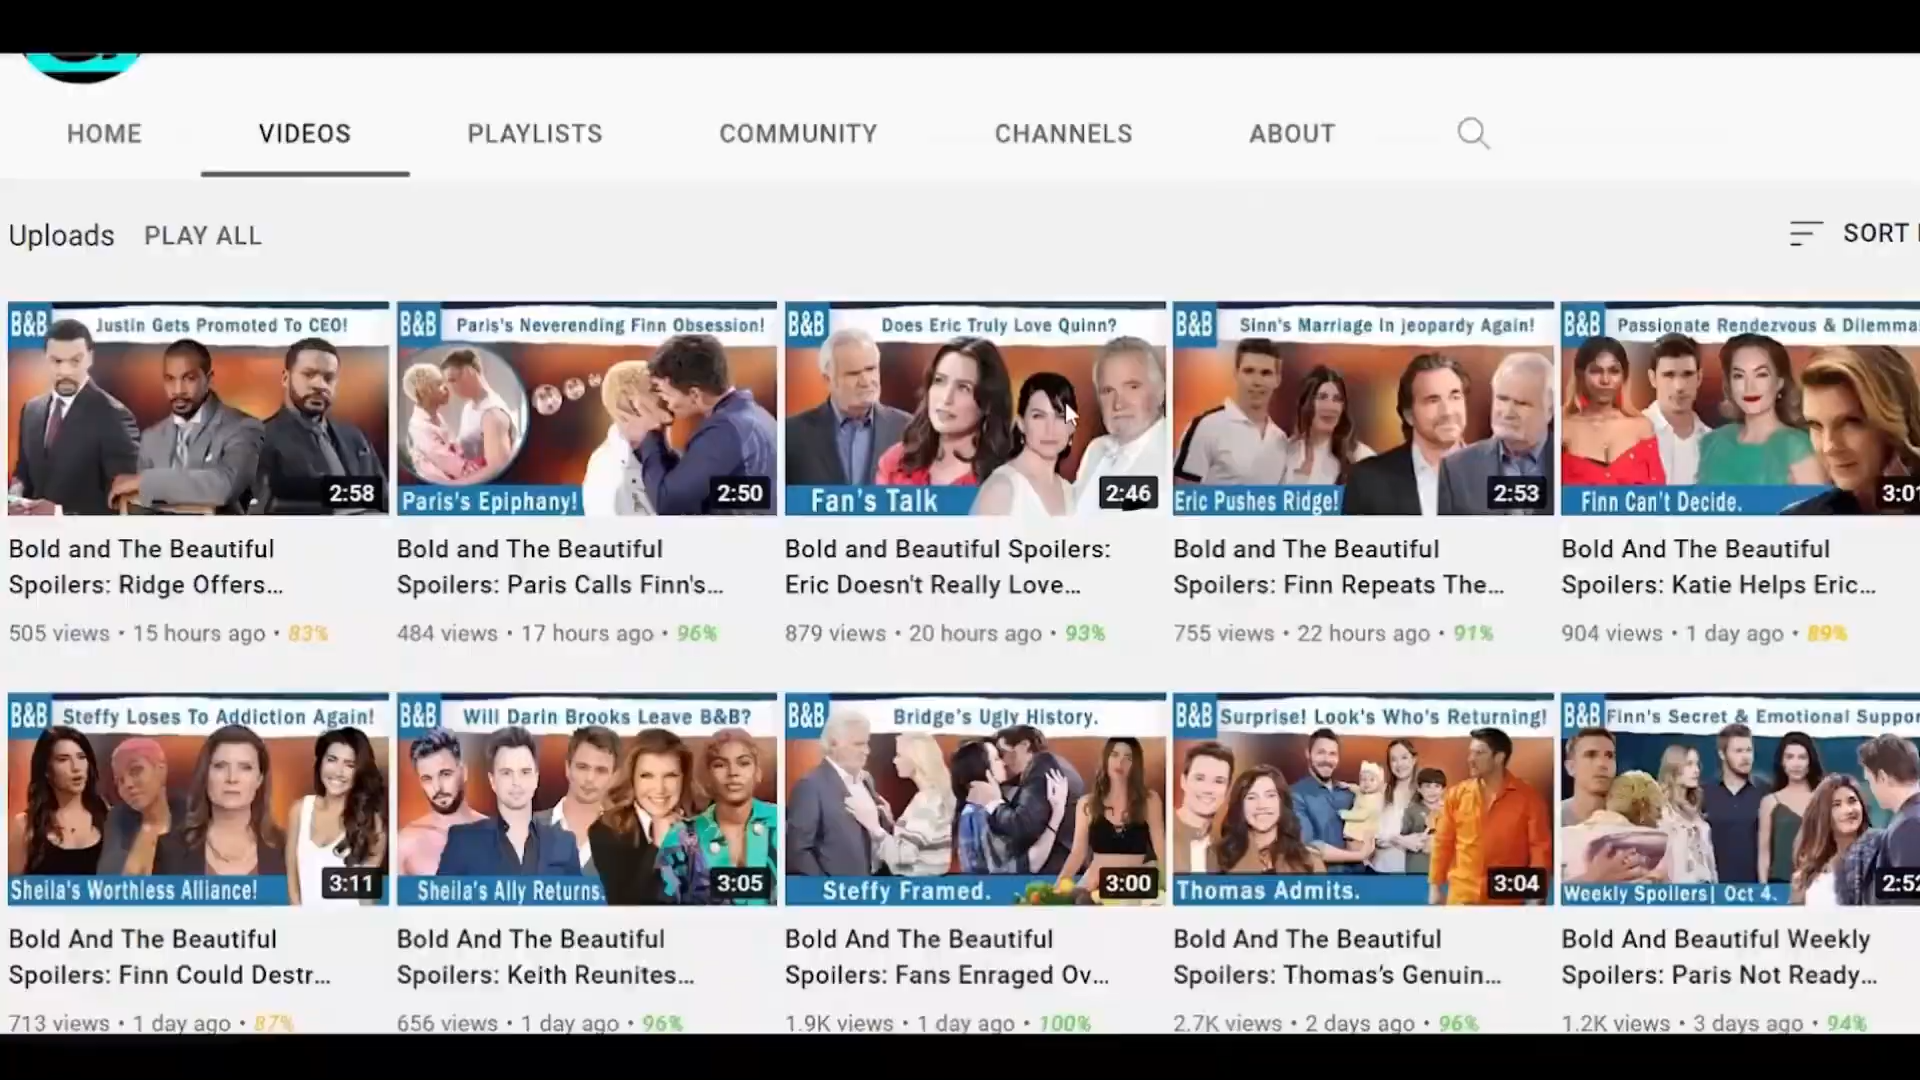 HOME VIDEOS PLAYLISTS COMMUNITY CHANNELS ABOUT
Uploads PLAY ALL
SORT
B&B Justin Gets Promoted To CEO!
2:58
Bold and The Beautiful
Spoilers: Ridge Offers...
505 views • 15 hours ago • 83%
B&B Paris's Neverending Finn Obsession!
Paris's Epiphany!
2:50
Bold and The Beautiful
Spoilers: Paris Calls Finn's...
484 views • 17 hours ago • 96%
B&B Does Eric Truly Love Quinn?
Fan's Talk
2:46
Bold and Beautiful Spoilers:
Eric Doesn't Really Love...
879 views • 20 hours ago • 93%
B&B Sinn's Marriage In jeopardy Again!
Eric Pushes Ridge!
2:53
Bold and The Beautiful
Spoilers: Finn Repeats The...
755 views • 22 hours ago • 91%
B&B Passionate Rendezvous & Dilemma
Finn Can't Decide.
3:01
Bold And The Beautiful
Spoilers: Katie Helps Eric...
904 views • 1 day ago • 89%
B&B Steffy Loses To Addiction Again!
Sheila's Worthless Alliance!
3:11
Bold And The Beautiful
Spoilers: Finn Could Destr...
713 views • 1 day ago • 87%
B&B Will Darin Brooks Leave B&B?
Sheila's Ally Returns.
3:05
Bold And The Beautiful
Spoilers: Keith Reunites...
656 views • 1 day ago • 96%
B&B Bridge's Ugly History.
Steffy Framed.
3:00
Bold And The Beautiful
Spoilers: Fans Enraged Ov...
1.9K views • 1 day ago • 100%
B&B Surprise! Look's Who's Returning!
Thomas Admits.
3:04
Bold And The Beautiful
Spoilers: Thomas's Genuin...
2.7K views • 2 days ago • 96%
B&B Finn's Secret & Emotional Suppor
Weekly Spoilers| Oct 4.
2:52
Bold And Beautiful Weekly
Spoilers: Paris Not Ready...
1.2K views • 3 days ago • 94%